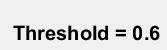 Threshold = 0.6